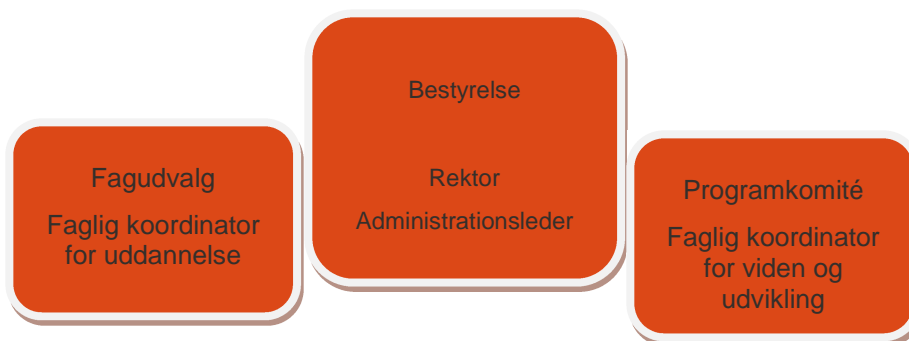 Fagudvalg
Faglig koordinator
for uddannelse
Bestyrelse
Rektor
Administrationsleder
Programkomité
Faglig koordinator
for viden og
udvikling